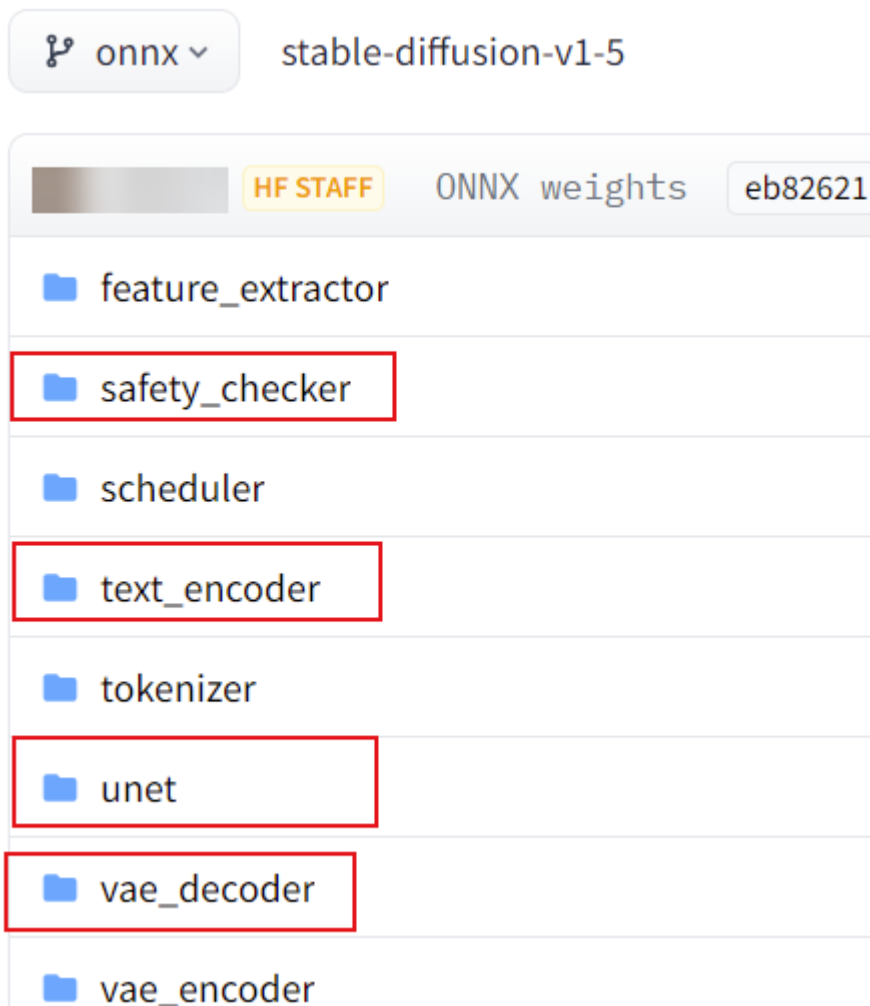 onnx stable-diffusion-v1-5
HF STAFF ONNX weights eb82621
feature_extractor
safety_checker
scheduler
text_encoder
tokenizer
unet
vae_decoder
vae_encoder